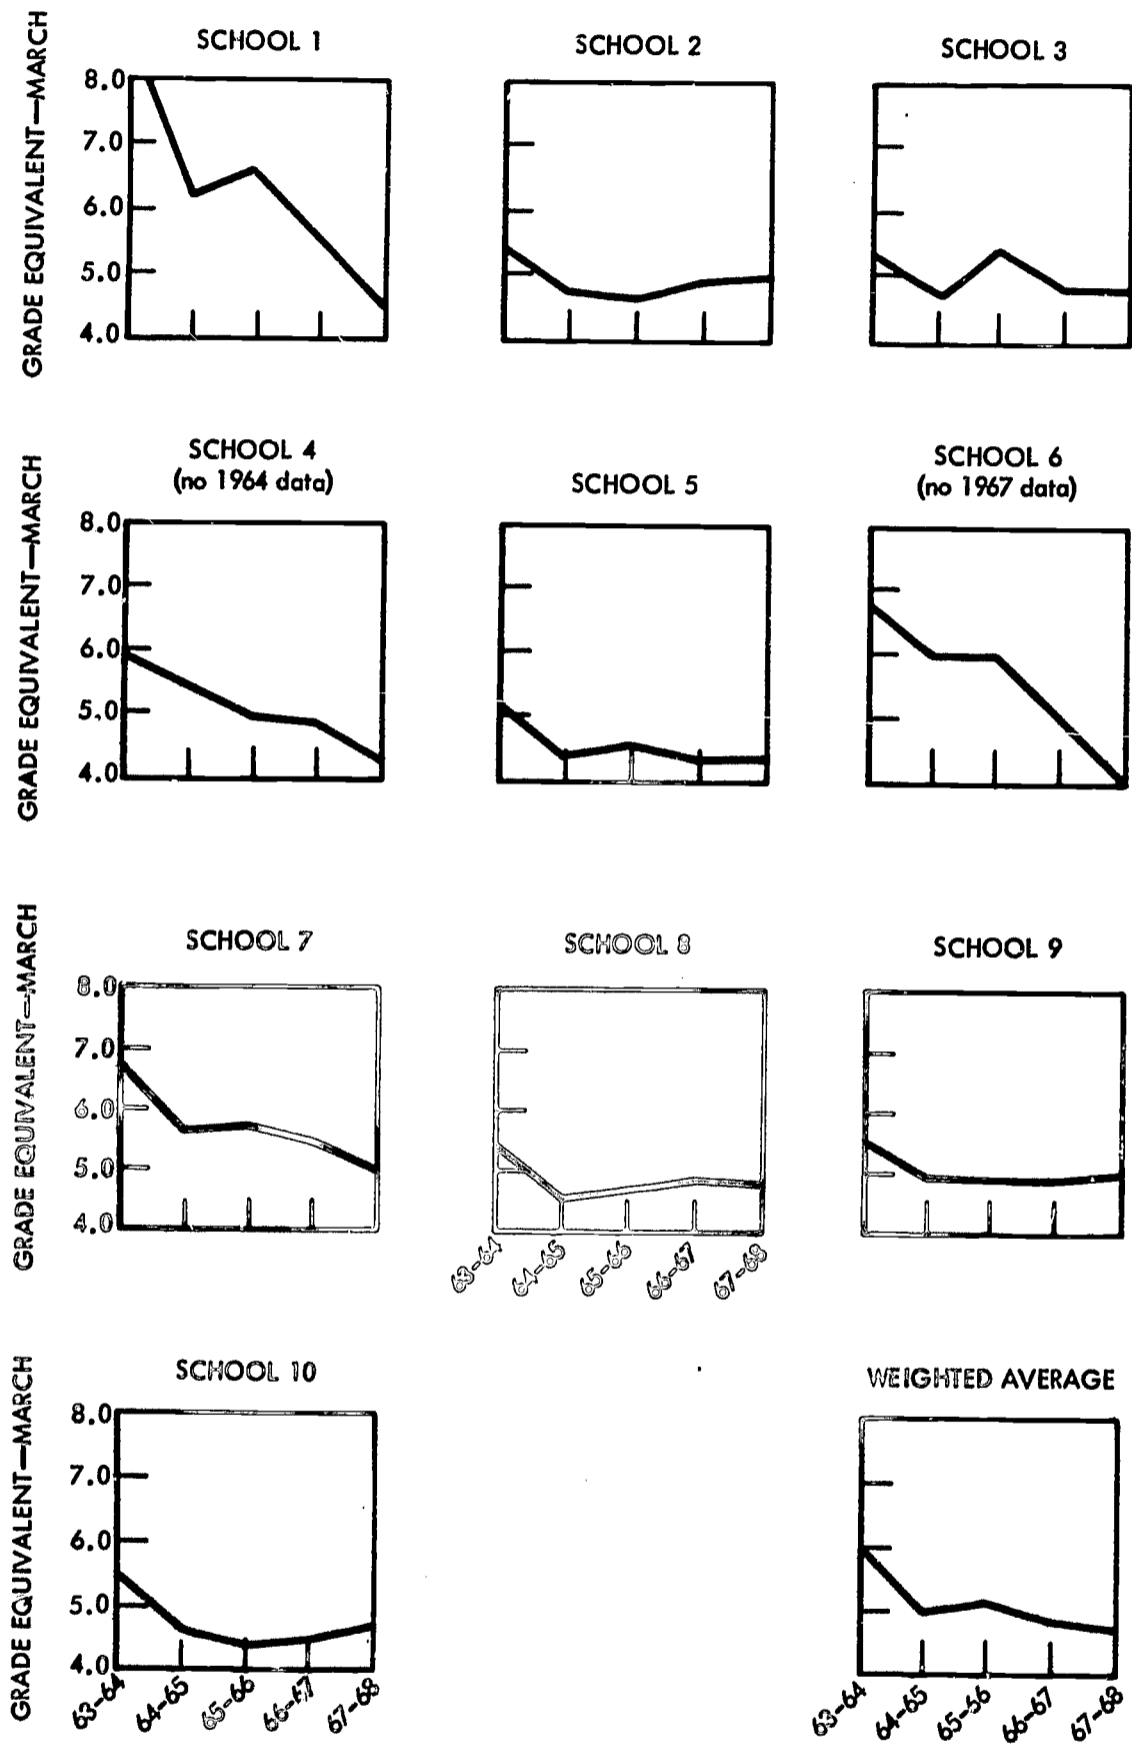 SCHOOL 1
SCHOOL 2
SCHOOL 3
GRADE EQUIVALENT—MARCH
8.0
7.0
6.0
5.0
4.0
SCHOOL 4
(no 1964 data)
SCHOOL 5
SCHOOL 6
(no 1967 data)
GRADE EQUIVALENT—MARCH
8.0
7.0
6.0
5.0
4.0
SCHOOL 7
SCHOOL 8
SCHOOL 9
GRADE EQUIVALENT—MARCH
8.0
7.0
6.0
5.0
4.0
63-64
64-65
65-66
66-67
67-68
SCHOOL 10
WEIGHTED AVERAGE
GRADE EQUIVALENT—MARCH
8.0
7.0
6.0
5.0
4.0
63-64
64-65
65-66
66-67
67-68
63-64
64-65
65-56
66-67
67-68